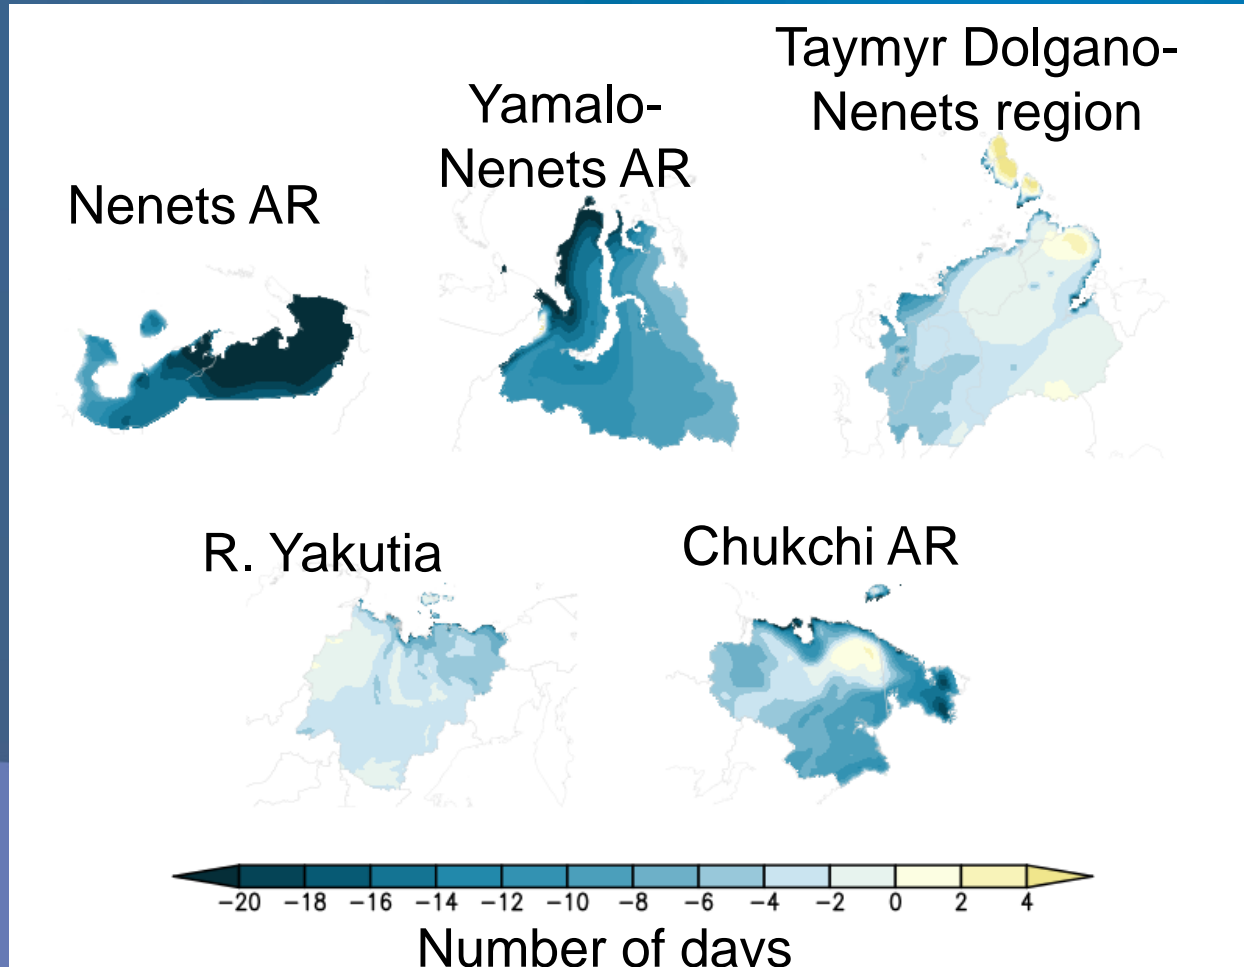 Taymyr Dolgano-
Nenets region
Yamalo-
Nenets AR
Nenets AR
R. Yakutia
Chukchi AR
−20 −18 −16 −14 −12 −10 −8 −6 −4 −2 0 2 4
Number of days